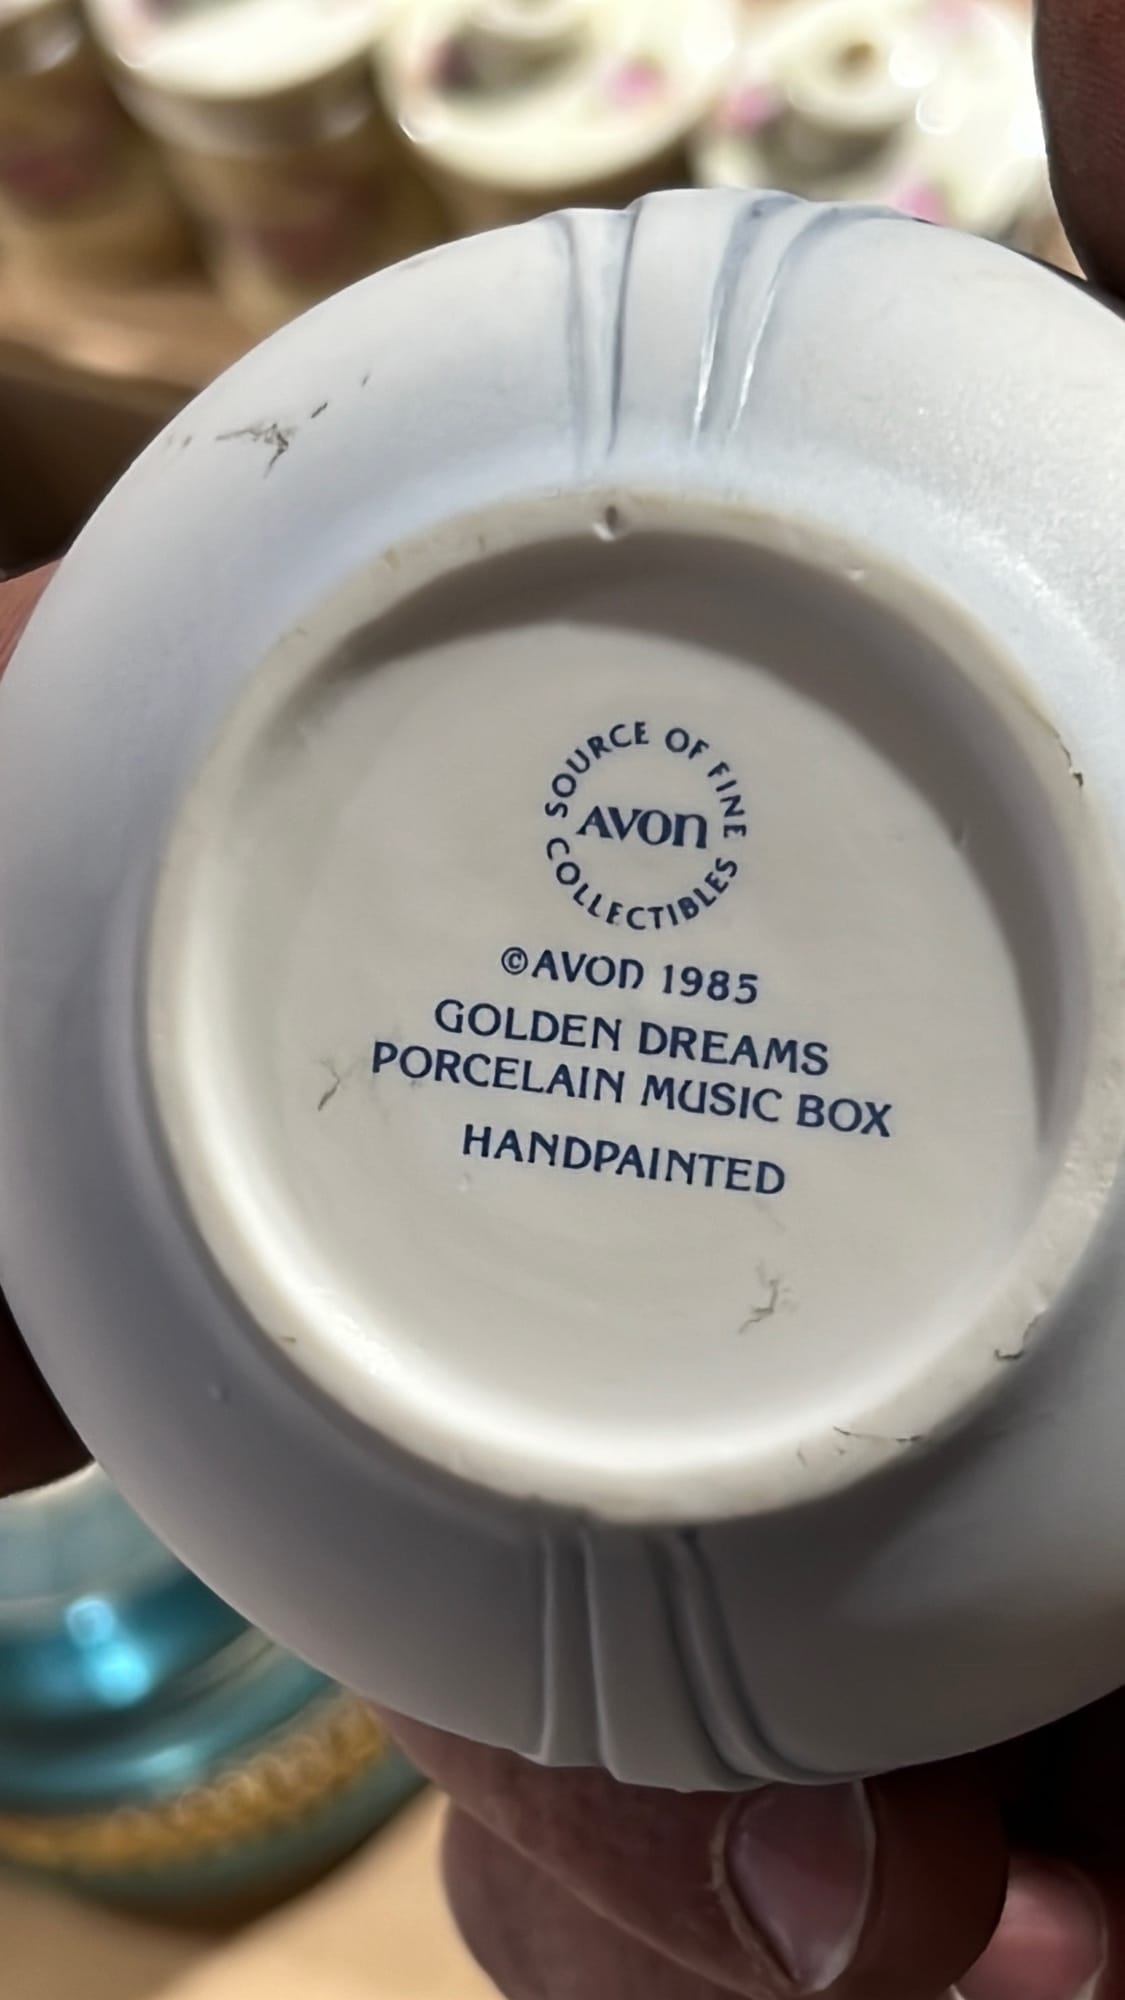 SOURCE OF FINE
AVON
COLLECTIBLES
©AVON 1985
GOLDEN DREAMS
PORCELAIN MUSIC BOX
HANDPAINTED